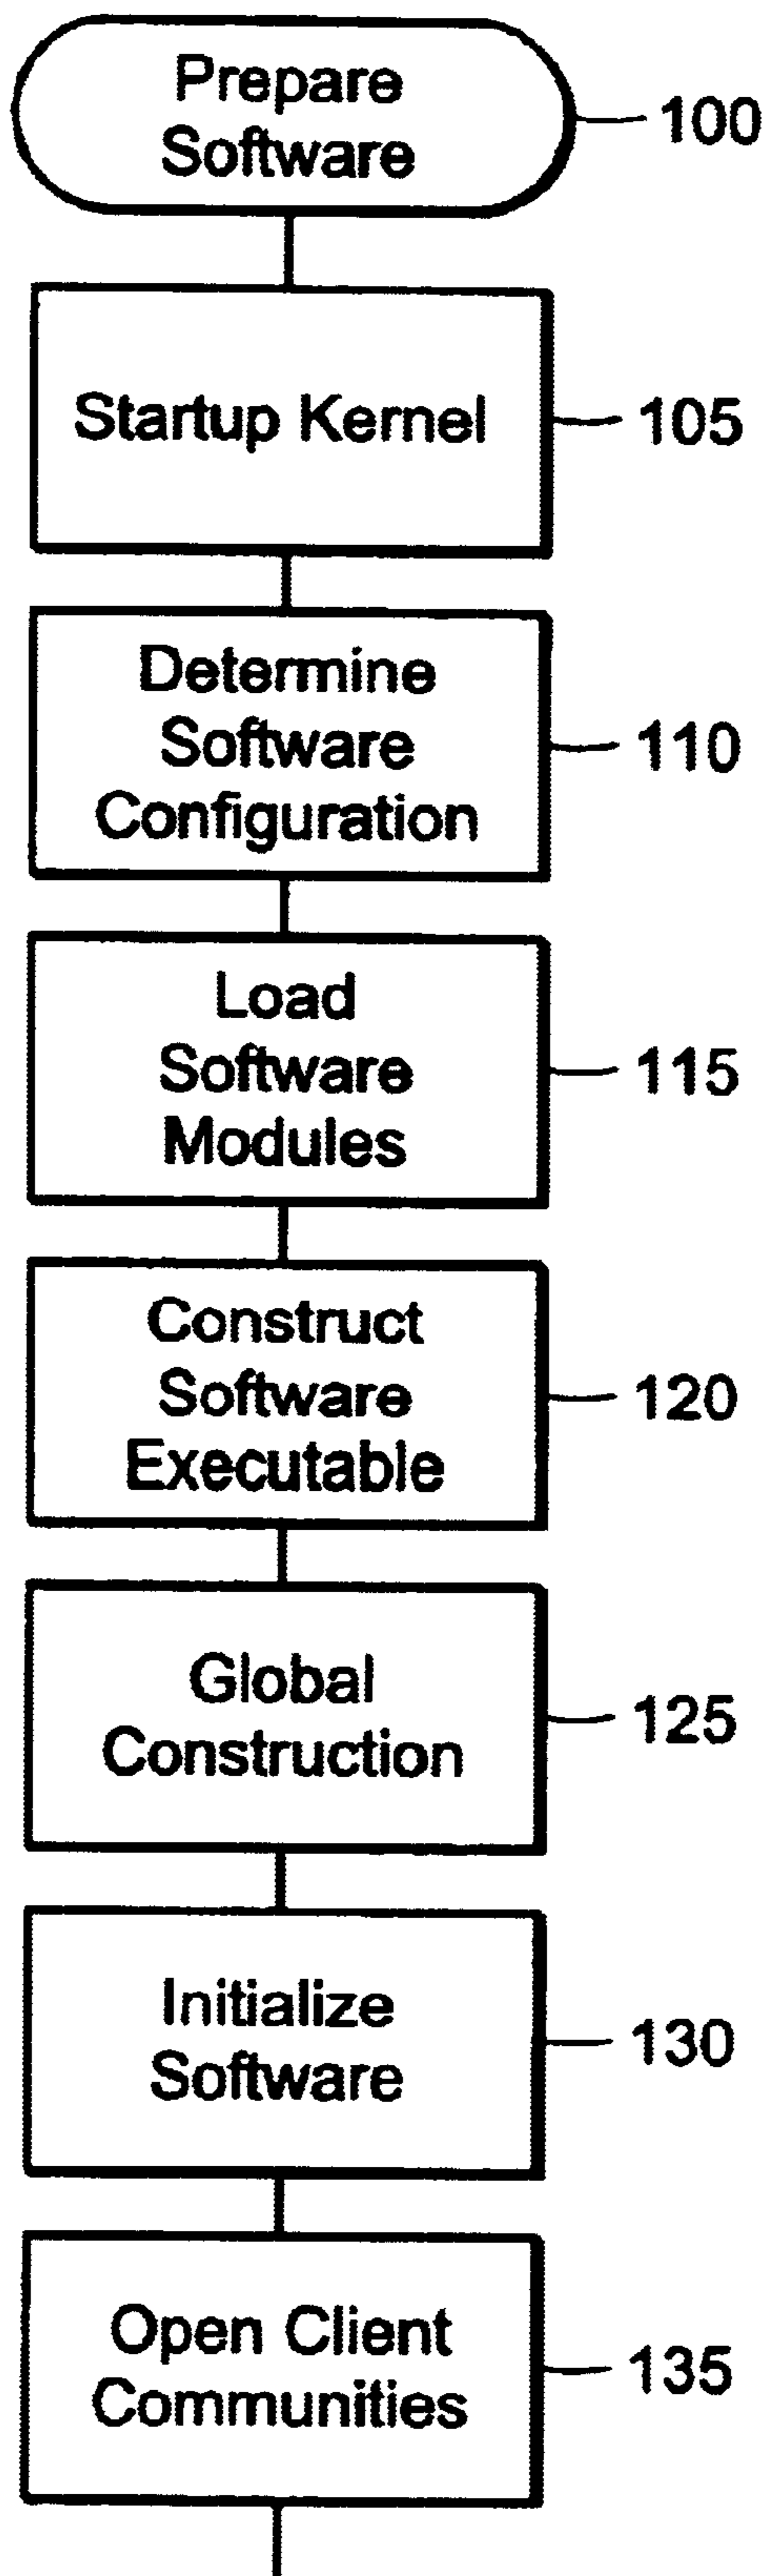 Prepare
Software
100
Startup Kernel
105
Determine
Software
Configuration
110
Load
Software
Modules
115
Construct
Software
Executable
120
Global
Construction
125
Initialize
Software
130
Open Client
Communities
135